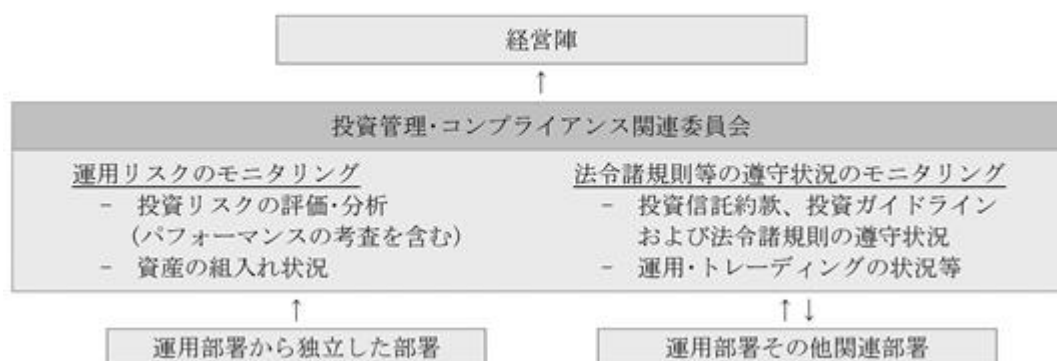 経営陣
↑
投資管理･コンプライアンス関連委員会
運用リスクのモニタリング
− 投資リスクの評価･分析
(パフォーマンスの考査を含む)
− 資産の組入れ状況
法令諸規則等の遵守状況のモニタリング
− 投資信託約款、投資ガイドライン
および法令諸規則の遵守状況
− 運用･トレーディングの状況等
↑
↑↓
運用部署から独立した部署
運用部署その他関連部署